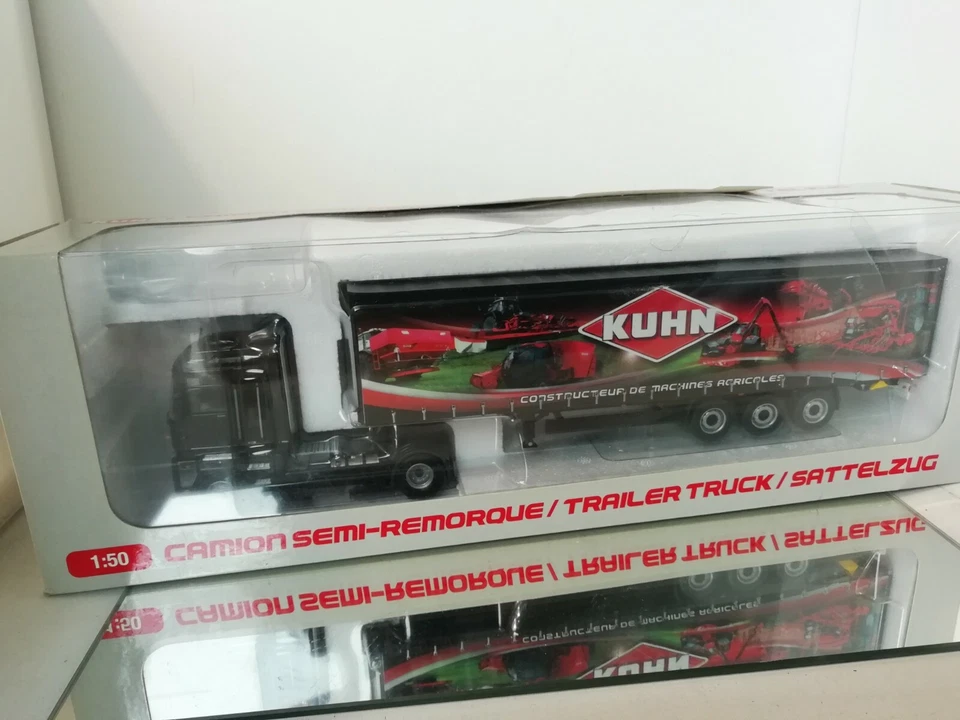 KUHN
CONSTRUCTEUR DE MACHINES AGRICOLES
1:50 CAMION SEMI-REMORQUE / TRAILER TRUCK / SATTELZUG